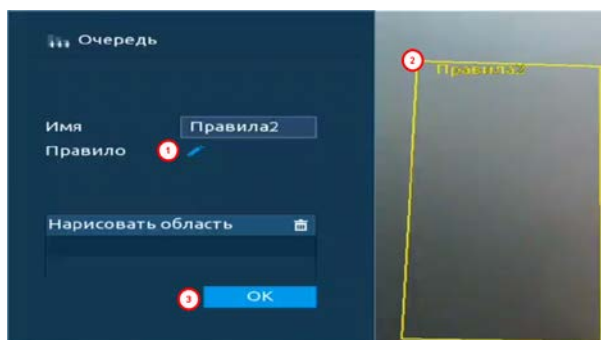 Очередь
Имя
Правила2
Правило
1
Нарисовать область
3
OK
2
Правила2